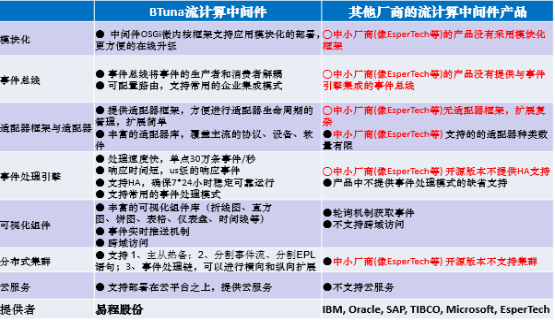 BTuna流计算中间件
其他厂商的流计算中间件产品
模块化
● 中间件OSGi微内核框架支持应用模块化的部署，
更方便的在线升级
○中小厂商(像EsperTech等)的产品没有采用模块化
框架
事件总线
● 事件总线将事件的生产者和消费者解耦
● 可配置路由，支持常用的企业集成模式
○中小厂商(像EsperTech等)的产品没有提供与事件
引擎集成的事件总线
适配器框架与适配器
● 提供适配器框架，方便进行适配器生命周期的
管理，扩展简单
● 丰富的适配器库，覆盖主流的协议、设备、软
件
○中小厂商(像EsperTech等)无适配器框架，扩展复
杂
●中小厂商(像EsperTech等) 支持的的适配器种类数
量有限
事件处理引擎
● 处理速度快，单点30万条事件/秒
● 响应时间短，us级的响应事件
● 支持HA，确保7*24小时稳定可靠运行
● 支持常用的事件处理模式
○中小厂商(像EsperTech等) 开源版本不提供HA支持
●产品中不提供事件处理模式的缺省支持
可视化组件
● 丰富的可视化组件库（折线图、直方
图、饼图、表格、仪表盘、时间线等）
● 事件实时推送机制
● 跨域访问
●轮询机制获取事件
●不支持跨域访问
分布式集群
● 支持 1、主从热备；2、分割事件流、分割EPL
语句；3、事件处理链，可以进行横向和纵向扩展
●中小厂商(像EsperTech等) 开源版本不支持集群
云服务
● 支持部署在云平台之上，提供云服务
●不支持云服务
提供者
易程股份
IBM, Oracle, SAP, TIBCO, Microsoft, EsperTech